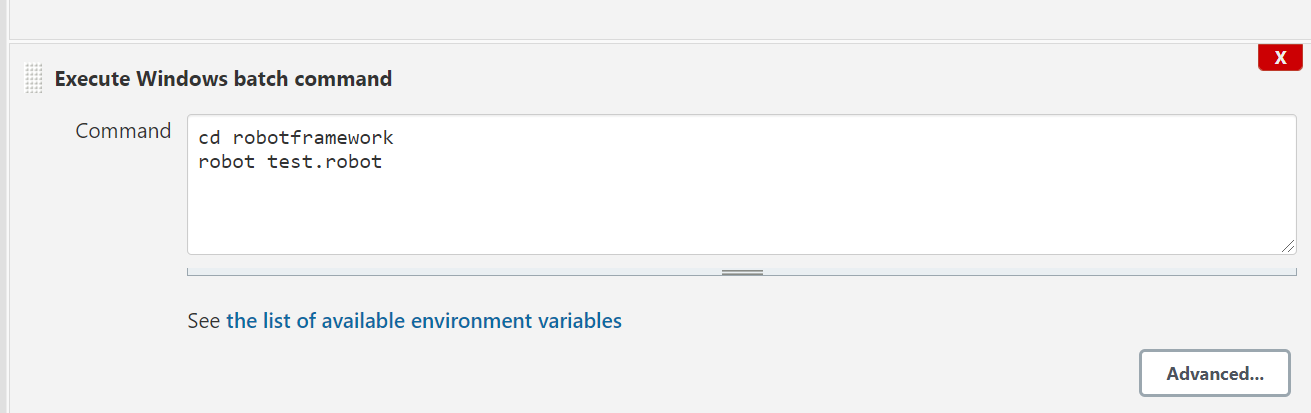 X
Execute Windows batch command
Command
cd robotframework
robot test.robot
See the list of available environment variables
Advanced...